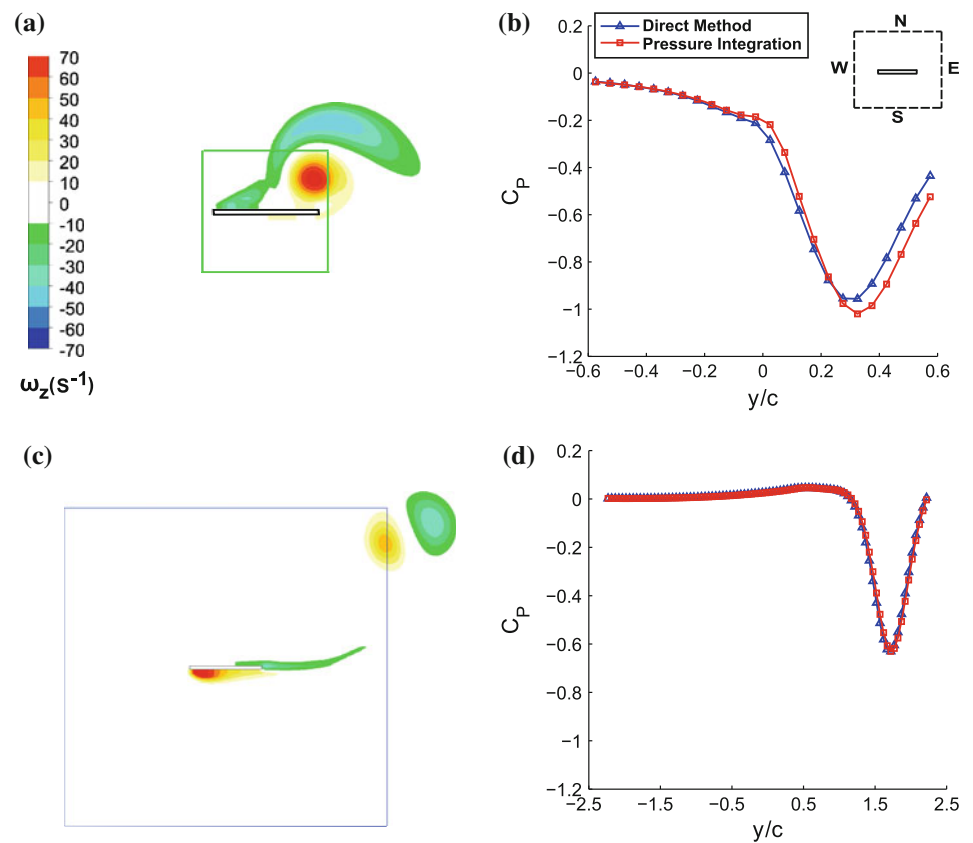 (a)
70
60
50
40
30
20
10
0
-10
-20
-30
-40
-50
-60
-70
ω_z(S⁻¹)
(b)
Direct Method
Pressure Integration
N
W
E
S
0.2
0
−0.2
−0.4
−0.6
−0.8
−1
−1.2
C_P
−0.6 −0.4 −0.2 0 0.2 0.4 0.6
y/c
(c)
(d)
0.2
0
−0.2
−0.4
−0.6
−0.8
−1
−1.2
C_P
−2.5 −1.5 −0.5 0.5 1.5 2.5
y/c